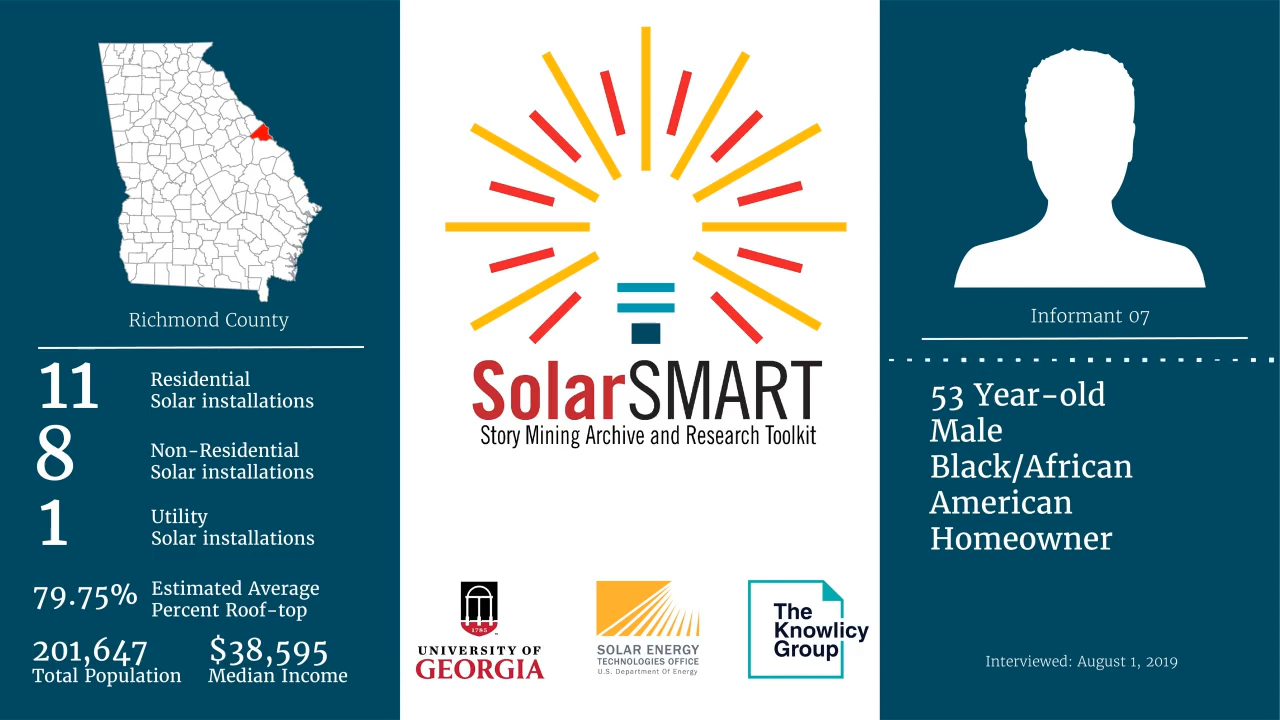 Richmond County
11
Residential
Solar installations
8
Non-Residential
Solar installations
1
Utility
Solar installations
79.75%
Estimated Average
Percent Roof-top
201,647
Total Population
$38,595
Median Income
SolarSMART
Story Mining Archive and Research Toolkit
1785
UNIVERSITY OF
GEORGIA
SOLAR ENERGY
TECHNOLOGIES OFFICE
U.S. Department Of Energy
The
Knowlicy
Group
Informant 07
53 Year-old
Male
Black/African
American
Homeowner
Interviewed: August 1, 2019